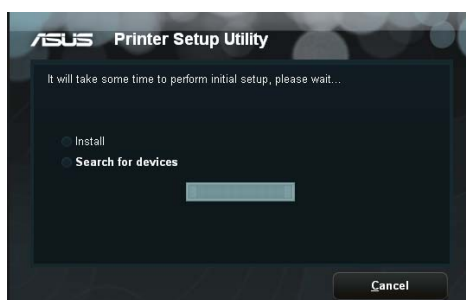 ASUS Printer Setup Utility
It will take some time to perform initial setup, please wait...
Install
Search for devices
Cancel